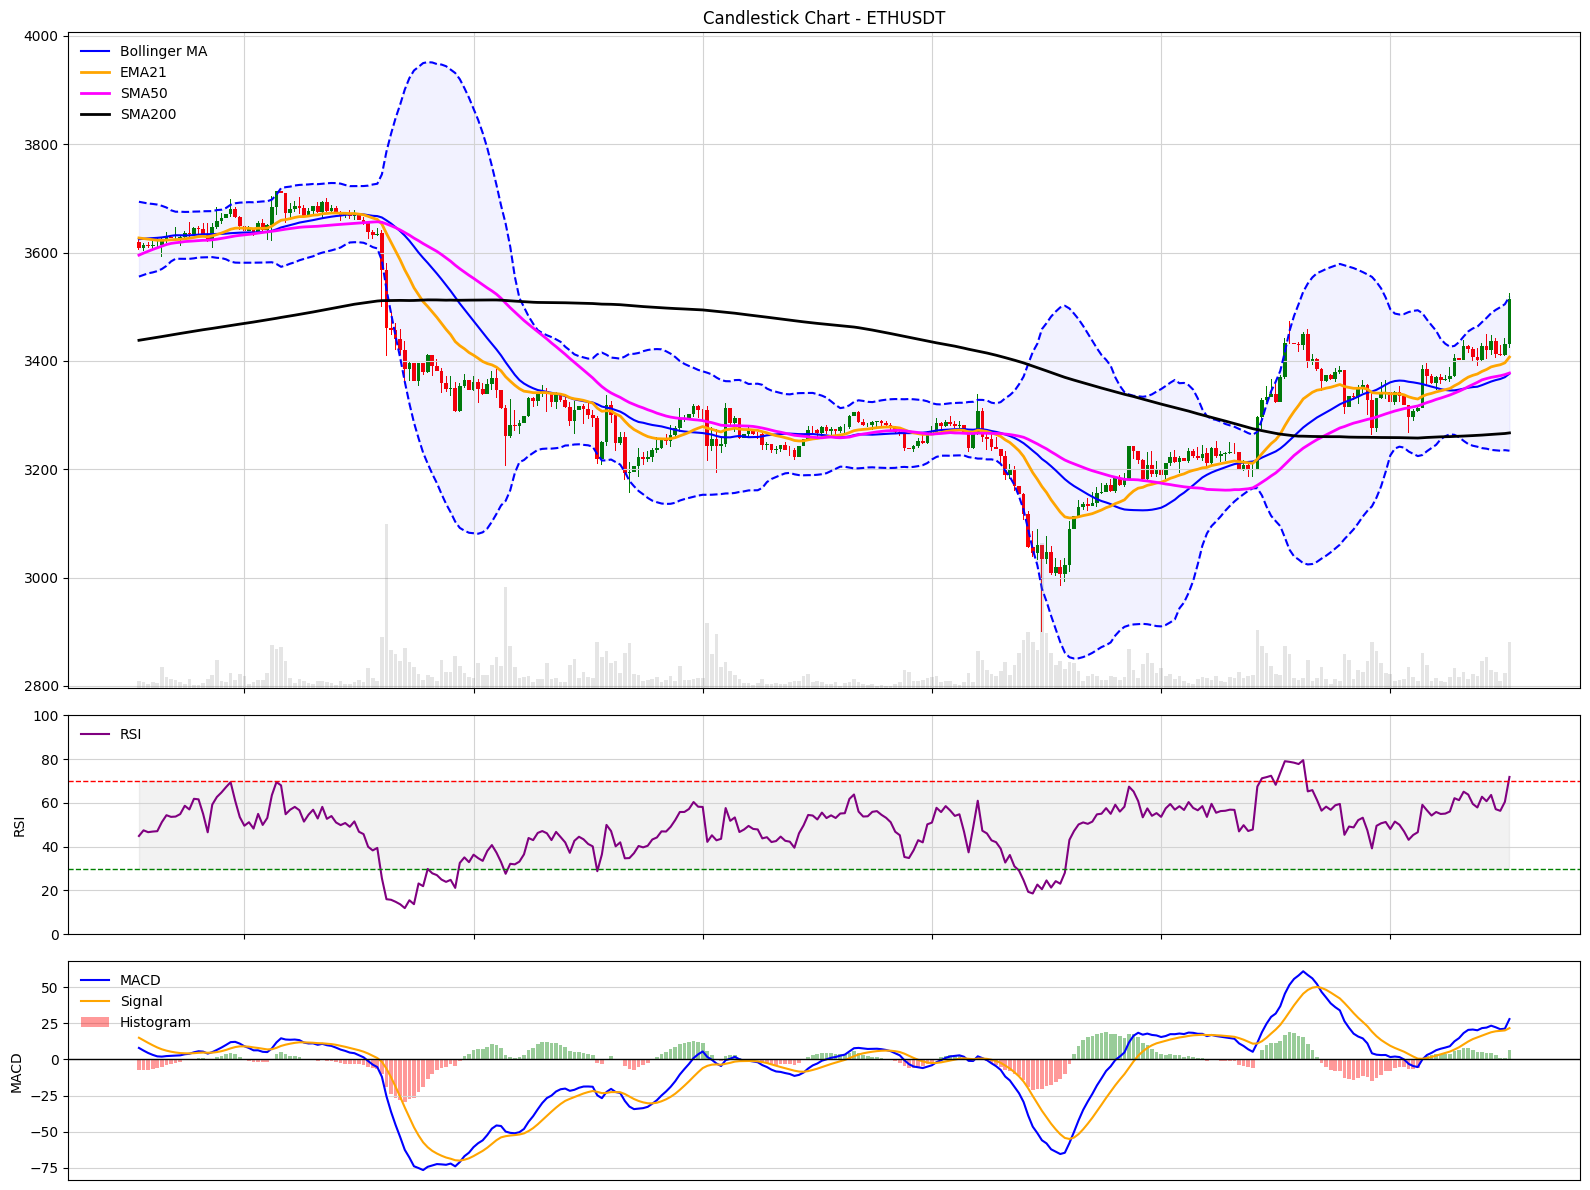 Candlestick Chart - ETHUSDT
4000
3800
3600
3400
3200
3000
2800
Bollinger MA
EMA21
SMA50
SMA200
100
80
60
40
20
0
RSI
RSI
50
25
0
−25
−50
−75
MACD
MACD
Signal
Histogram